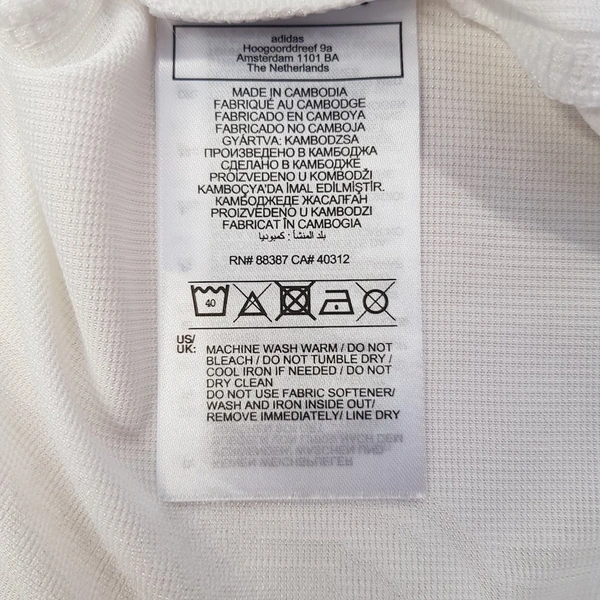 adidas
Hoogoorddreef 9a
Amsterdam 1101 BA
The Netherlands
MADE IN CAMBODIA
FABRIQUÉ AU CAMBODGE
FABRICADO EN CAMBOYA
FABRICADO NO CAMBOJA
GYÁRTVA: KAMBODZSA
ПРОИЗВЕДЕНО В КАМБОДЖА
СДЕЛАНО В КАМБОДЖЕ
PROIZVEDENO U KOMBODŽI
KAMBOÇYA'DA İMAL EDİLMİŞTİR.
КАМБОДЖЕДЕ ЖАСАЛҒАН
PROIZVEDENO U KAMBODZI
FABRICAT ÎN CAMBOGIA
بلد المنشأ : كمبوديا
RN# 88387 CA# 40312
40
US/
UK:
MACHINE WASH WARM / DO NOT
BLEACH / DO NOT TUMBLE DRY /
COOL IRON IF NEEDED / DO NOT
DRY CLEAN
DO NOT USE FABRIC SOFTENER/
WASH AND IRON INSIDE OUT/
REMOVE IMMEDIATELY/ LINE DRY